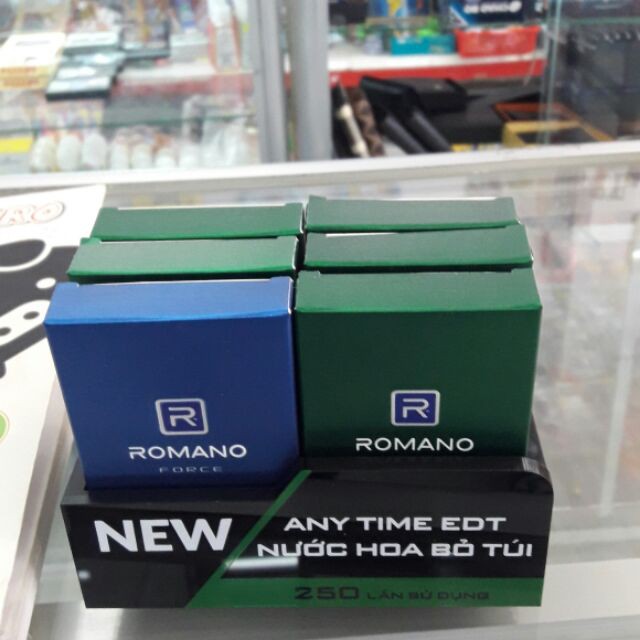 R
ROMANO
FORCE
R
ROMANO
NEW
ANY TIME EDT
NƯỚC HOA BỎ TÚI
250 LẦN SỬ DỤNG